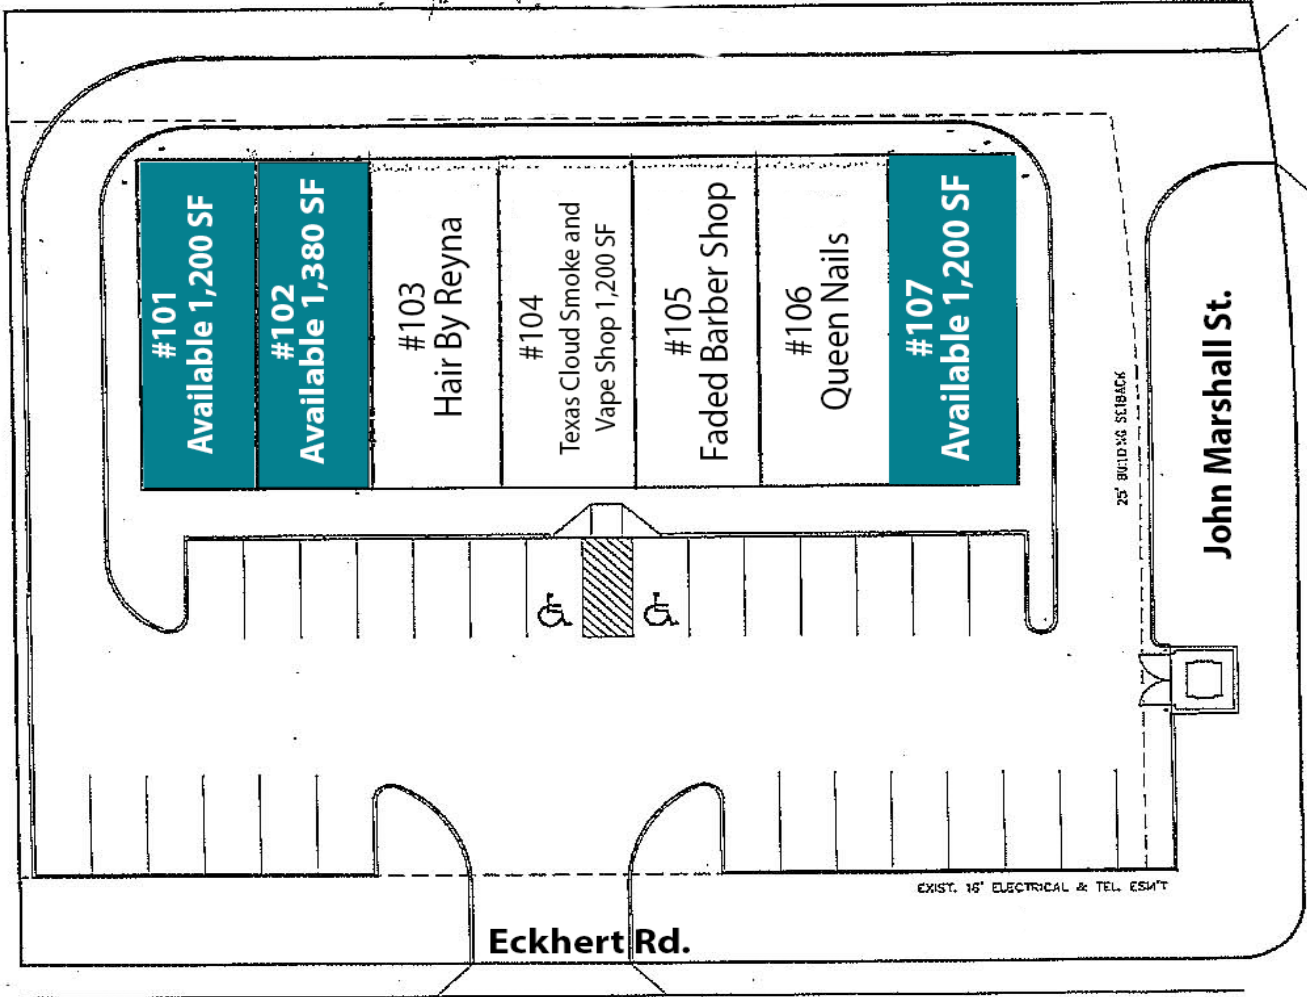 #101
Available 1,200 SF
#102
Available 1,380 SF
#103
Hair By Reyna
#104
Texas Cloud Smoke and
Vape Shop 1,200 SF
#105
Faded Barber Shop
#106
Queen Nails
#107
Available 1,200 SF
25' BUILDING SETBACK
John Marshall St.
EXIST. 16' ELECTRICAL & TEL. ESM'T
Eckhert Rd.